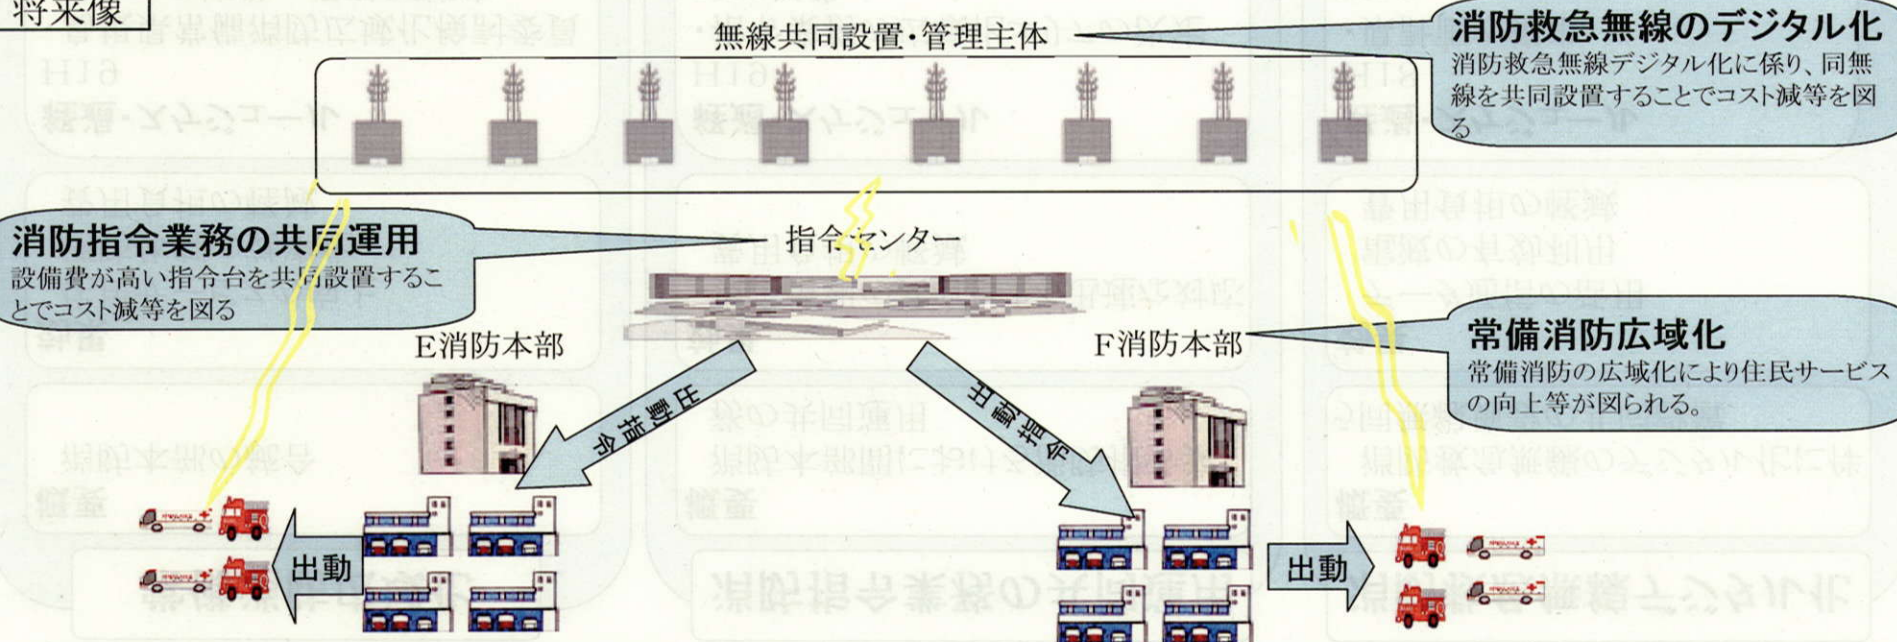 将来像
無線共同設置・管理主体
消防救急無線のデジタル化
消防救急無線デジタル化に係り、同無
線を共同設置することでコスト減等を図
る
消防指令業務の共同運用
設備費が高い指令台を共同設置するこ
とでコスト減等を図る
指令センター
E消防本部
F消防本部
常備消防広域化
常備消防の広域化により住民サービス
の向上等が図られる。
出動指令
出動指令
出動
出動